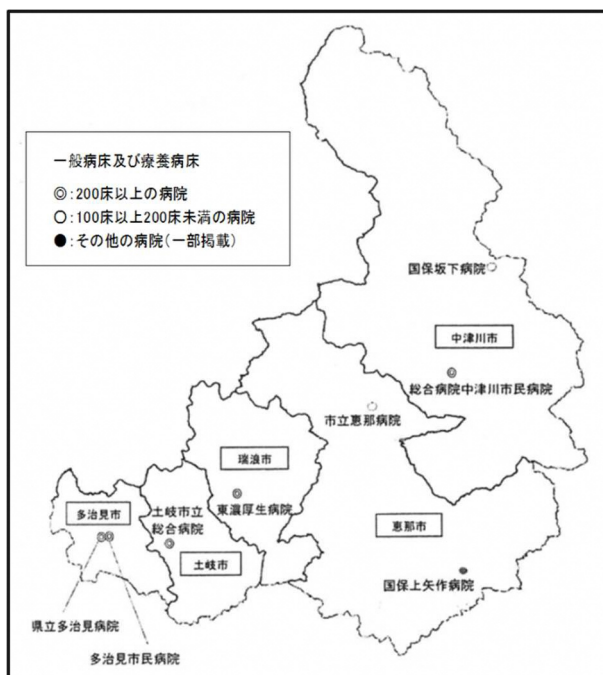 一般病床及び療養病床
◎:200床以上の病院
○:100床以上200床未満の病院
●:その他の病院(一部掲載)
国保坂下病院
中津川市
総合病院中津川市民病院
市立恵那病院
瑞浪市
東濃厚生病院
多治見市
土岐市立
総合病院
恵那市
土岐市
国保上矢作病院
県立多治見病院
多治見市民病院